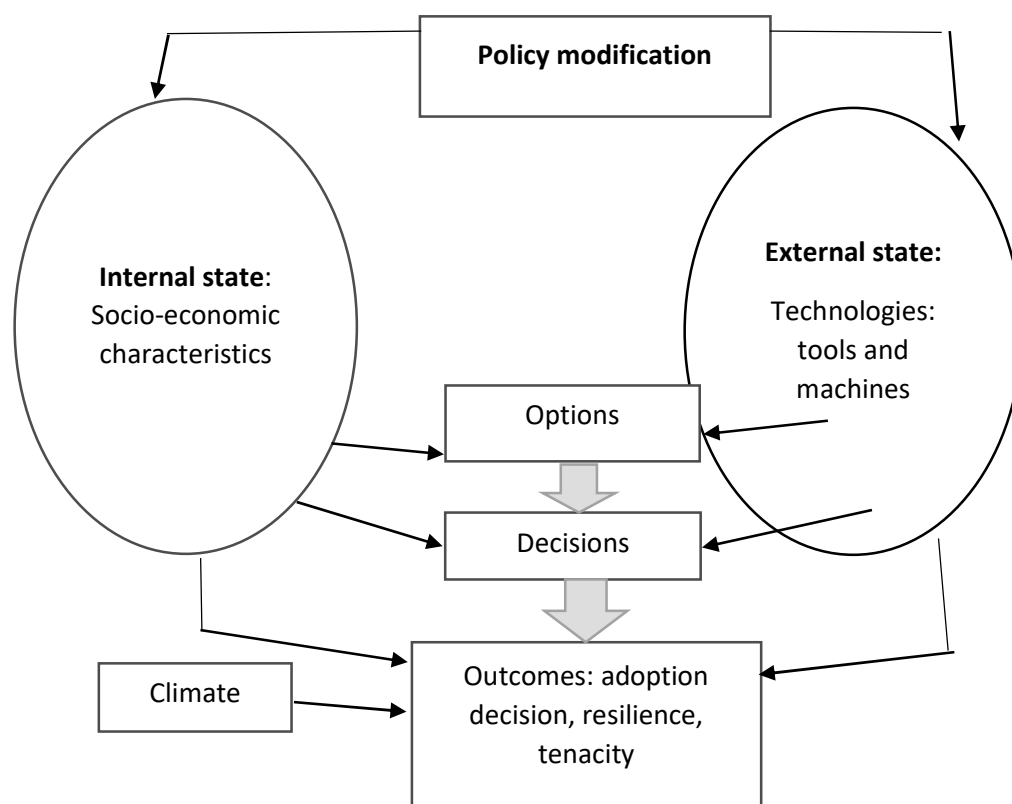 Policy modification
Internal state:
Socio-economic
characteristics
External state:
Technologies:
tools and
machines
Options
Decisions
Outcomes: adoption
decision, resilience,
tenacity
Climate